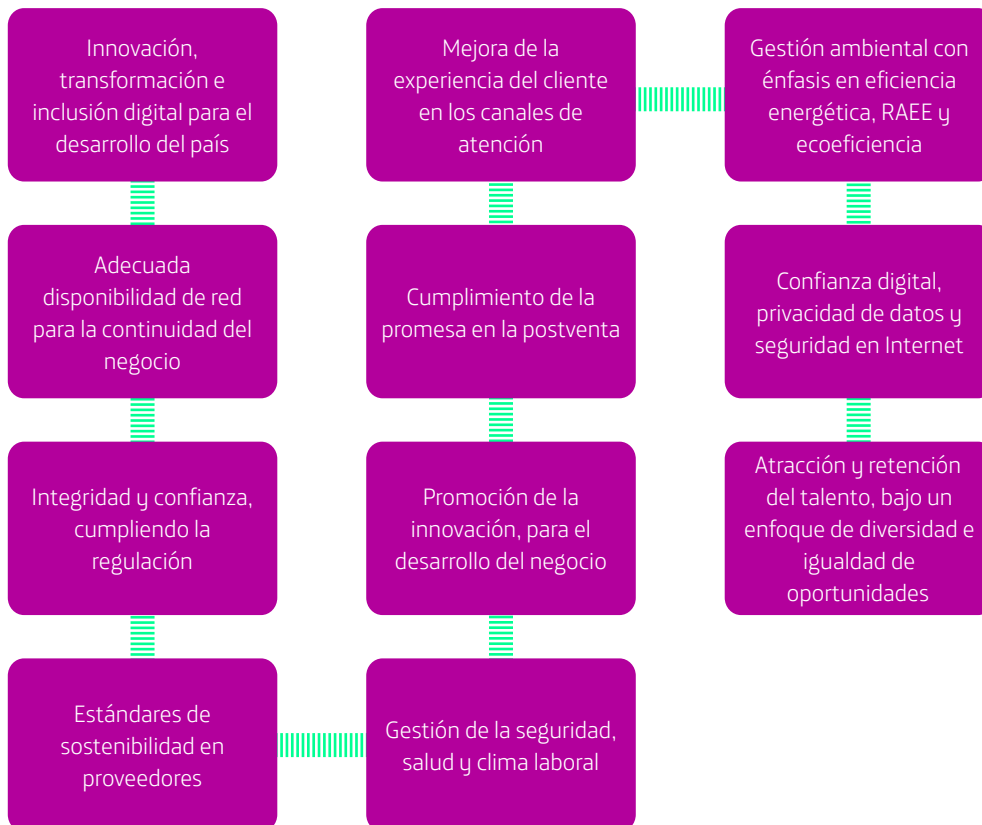 Innovación,
transformación e
inclusión digital para el
desarrollo del país
Adecuada
disponibilidad de red
para la continuidad del
negocio
Integridad y confianza,
cumpliendo la
regulación
Estándares de
sostenibilidad en
proveedores
Gestión de la seguridad,
salud y clima laboral
Promoción de la
innovación, para el
desarrollo del negocio
Cumplimiento de la
promesa en la postventa
Mejora de la
experiencia del cliente
en los canales de
atención
Gestión ambiental con
énfasis en eficiencia
energética, RAEE y
ecoeficiencia
Confianza digital,
privacidad de datos y
seguridad en Internet
Atracción y retención
del talento, bajo un
enfoque de diversidad e
igualdad de
oportunidades